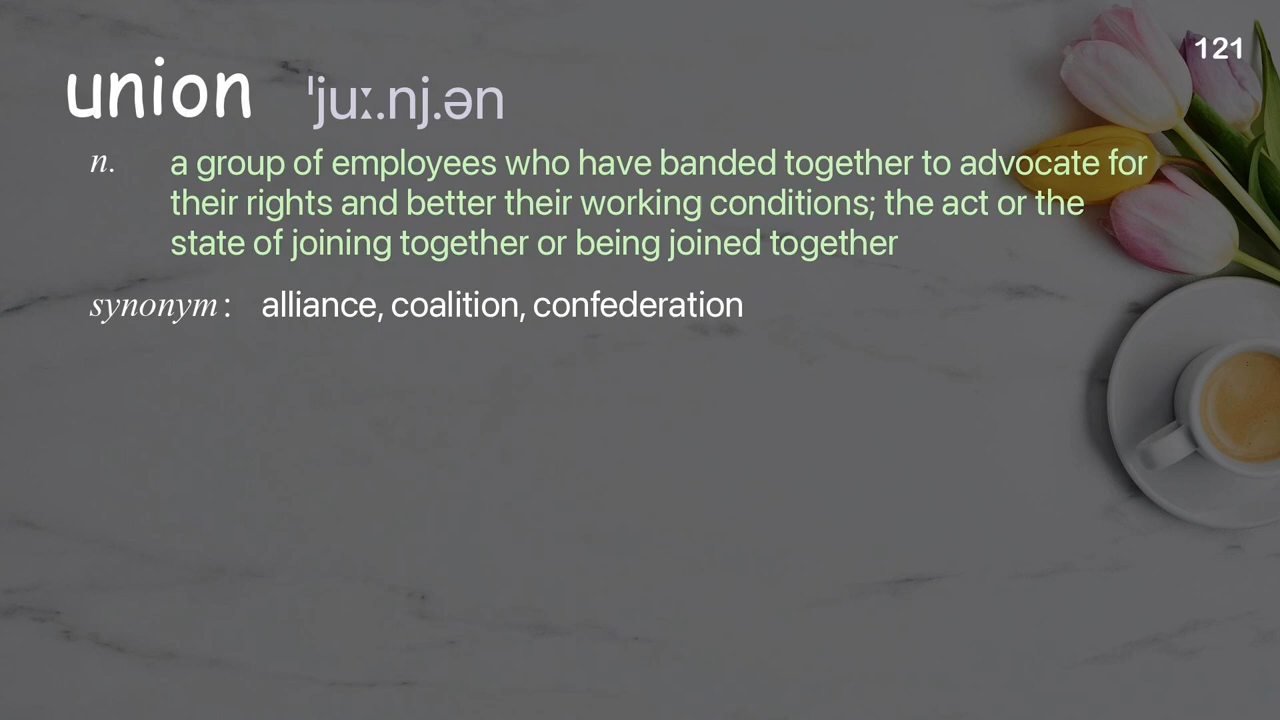 121
union ˈjuː.nj.ən
n. a group of employees who have banded together to advocate for
their rights and better their working conditions; the act or the
state of joining together or being joined together
synonym: alliance, coalition, confederation